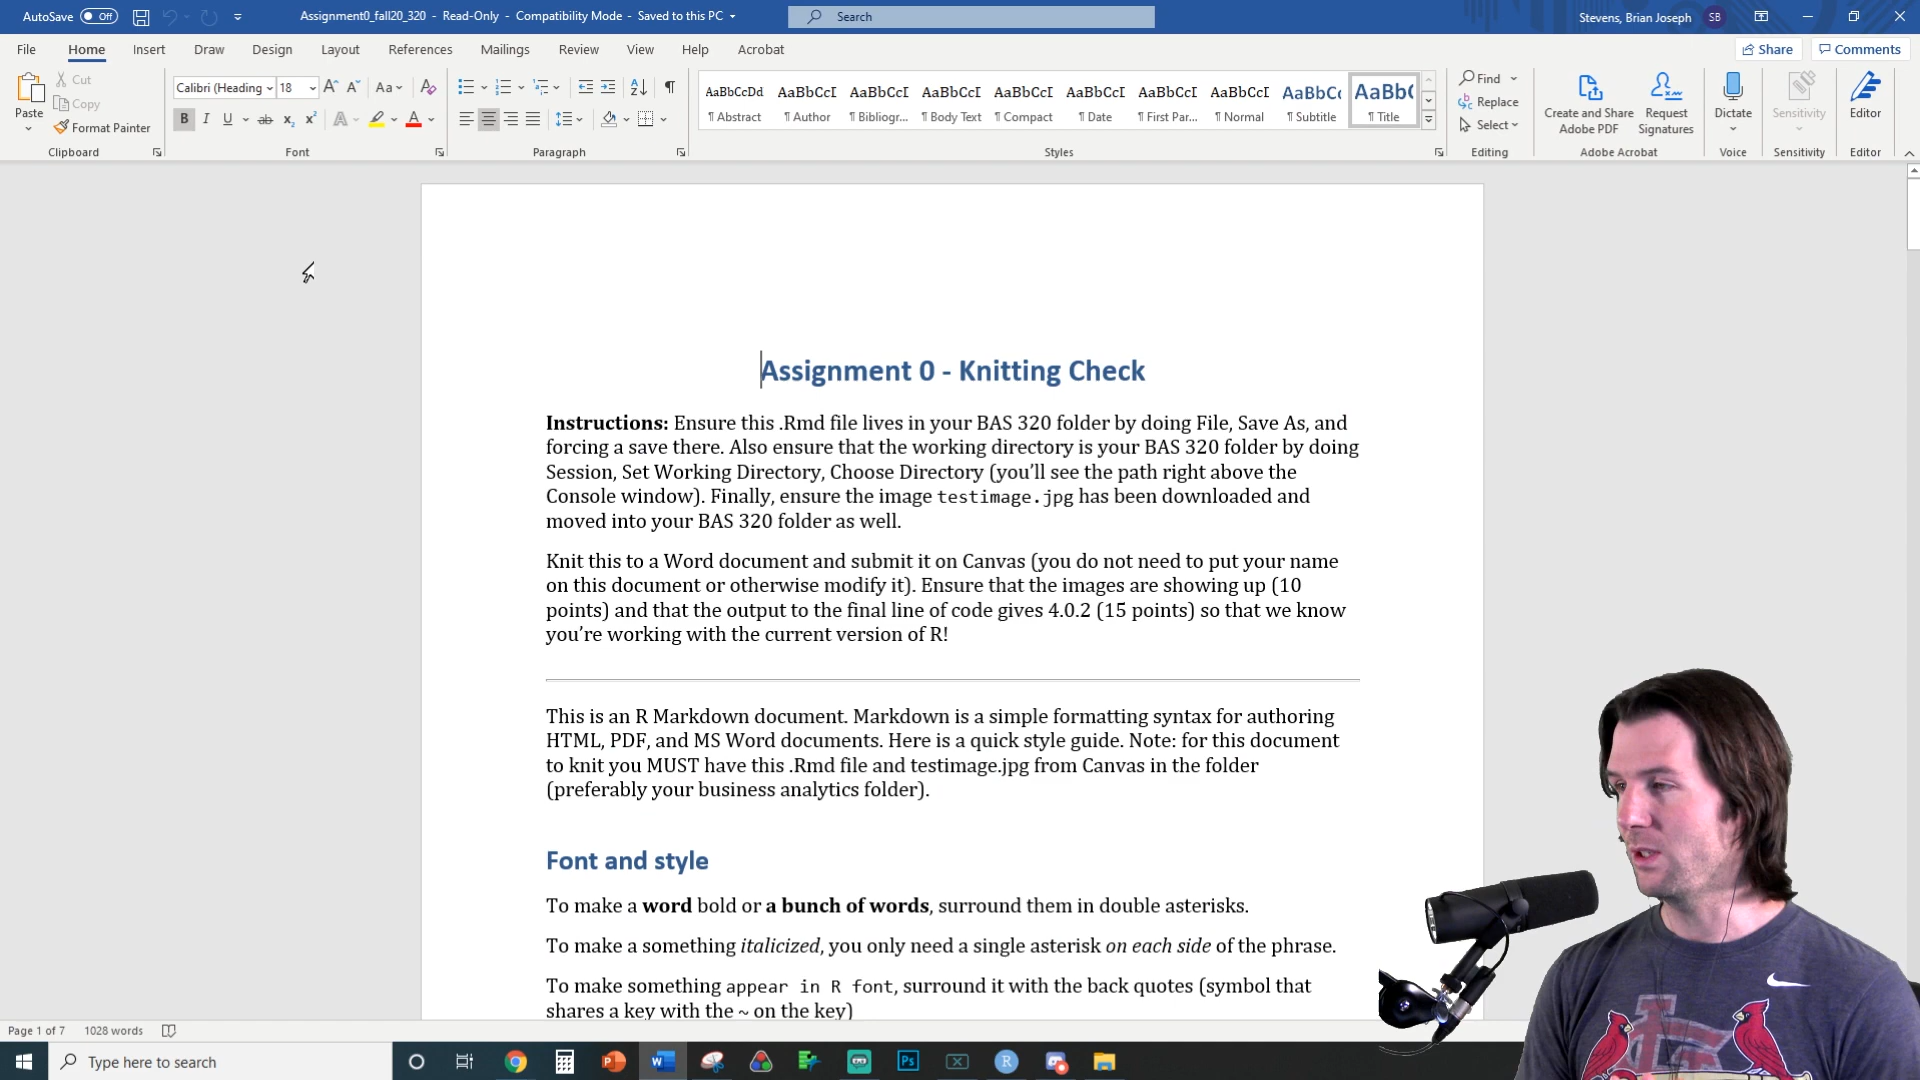 AutoSave Off Assignment0_fall20_320 - Read-Only - Compatibility Mode - Saved to this PC Search Stevens, Brian Joseph SB
File Home Insert Draw Design Layout References Mailings Review View Help Acrobat Share Comments
Paste Cut Copy Format Painter Clipboard
Calibri (Heading 18 Aa Font
Paragraph
AaBbCcDd AaBbCcI AaBbCcI AaBbCcI AaBbCcI AaBbCcI AaBbCcI AaBbCcI AaBbCc AaBb(
¶ Abstract ¶ Author ¶ Bibliogr... ¶ Body Text ¶ Compact ¶ Date ¶ First Par... ¶ Normal ¶ Subtitle ¶ Title
Styles
Find Replace Select Editing
Create and Share Adobe PDF Request Signatures Adobe Acrobat
Dictate Voice
Sensitivity Sensitivity
Editor Editor
Assignment 0 - Knitting Check
Instructions: Ensure this .Rmd file lives in your BAS 320 folder by doing File, Save As, and
forcing a save there. Also ensure that the working directory is your BAS 320 folder by doing
Session, Set Working Directory, Choose Directory (you’ll see the path right above the
Console window). Finally, ensure the image testimage.jpg has been downloaded and
moved into your BAS 320 folder as well.
Knit this to a Word document and submit it on Canvas (you do not need to put your name
on this document or otherwise modify it). Ensure that the images are showing up (10
points) and that the output to the final line of code gives 4.0.2 (15 points) so that we know
you’re working with the current version of R!
This is an R Markdown document. Markdown is a simple formatting syntax for authoring
HTML, PDF, and MS Word documents. Here is a quick style guide. Note: for this document
to knit you MUST have this .Rmd file and testimage.jpg from Canvas in the folder
(preferably your business analytics folder).
Font and style
To make a word bold or a bunch of words, surround them in double asterisks.
To make a something italicized, you only need a single asterisk on each side of the phrase.
To make something appear in R font, surround it with the back quotes (symbol that
shares a key with the ~ on the key)
Page 1 of 7 1028 words
Type here to search